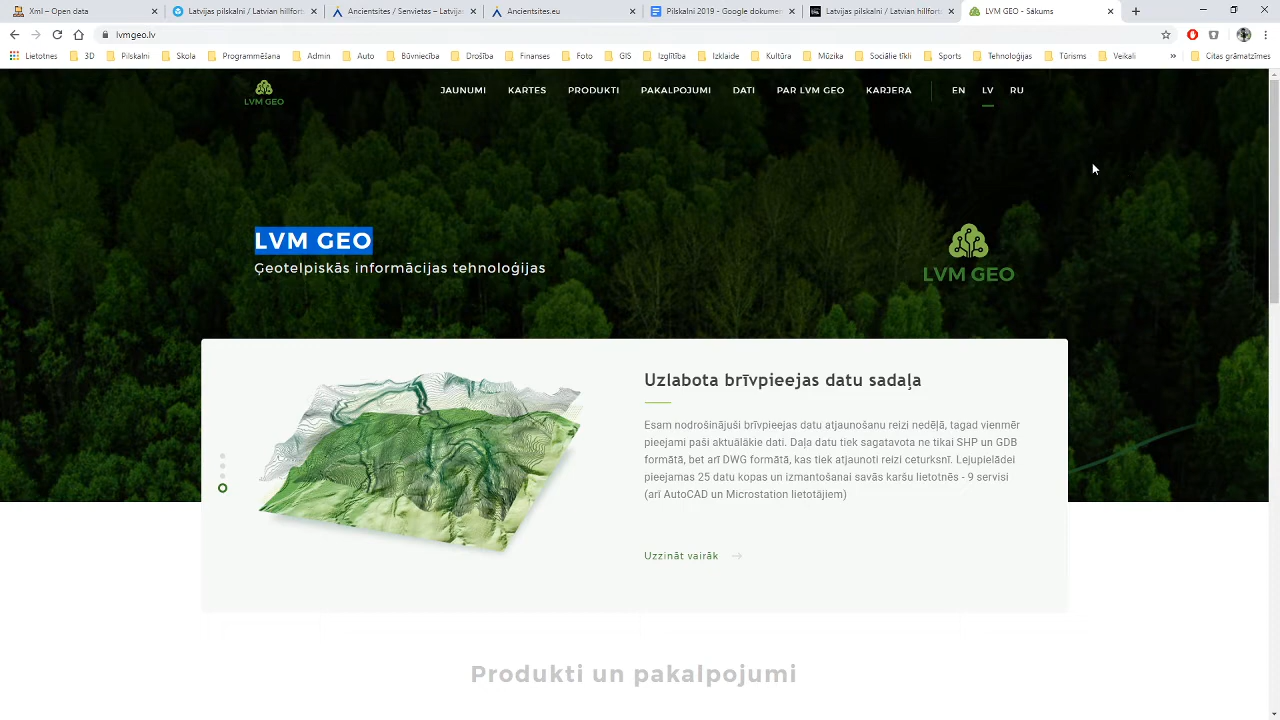 XML - Open Data
Latvijas pilskalni / Latvian hillfor
Ancientsites / Servietes – Latvija
Ancientsites.eu
Pilskalni 2019 - Google dokume
Latvijas pilskalni / Latvian hillfort
LVM GEO - Sākums
lvmgeo.lv
Lietotnes
3D
Pilskalni
Skola
Programmēšana
Admin
Auto
Būvniecība
Drošība
Finanses
Foto
GIS
Izglītība
Izklaide
Kultūra
Mūzika
Sociālie tīkli
Sports
Tehnoloģijas
Tūrisms
Veikali
»
Citas grāmatzīmes
LVM GEO
JAUNUMI
KARTES
PRODUKTI
PAKALPOJUMI
DATI
PAR LVM GEO
KARJERA
EN
LV
RU
LVM GEO
Ģeotelpiskās informācijas tehnoloģijas
LVM GEO
Uzlabota brīvpieejas datu sadaļa
Esam nodrošinājuši brīvpieejas datu atjaunošanu reizi nedēļā, tagad vienmēr
pieejami paši aktuālākie dati. Daļa datu tiek sagatavota ne tikai SHP un GDB
formātā, bet arī DWG formātā, kas tiek atjaunoti reizi ceturksnī. Lejupielādei
pieejamas 25 datu kopas un izmantošanai savās karšu lietotnēs - 9 servisi
(arī AutoCAD un Microstation lietotājiem)
Uzzināt vairāk
Produkti un pakalpojumi